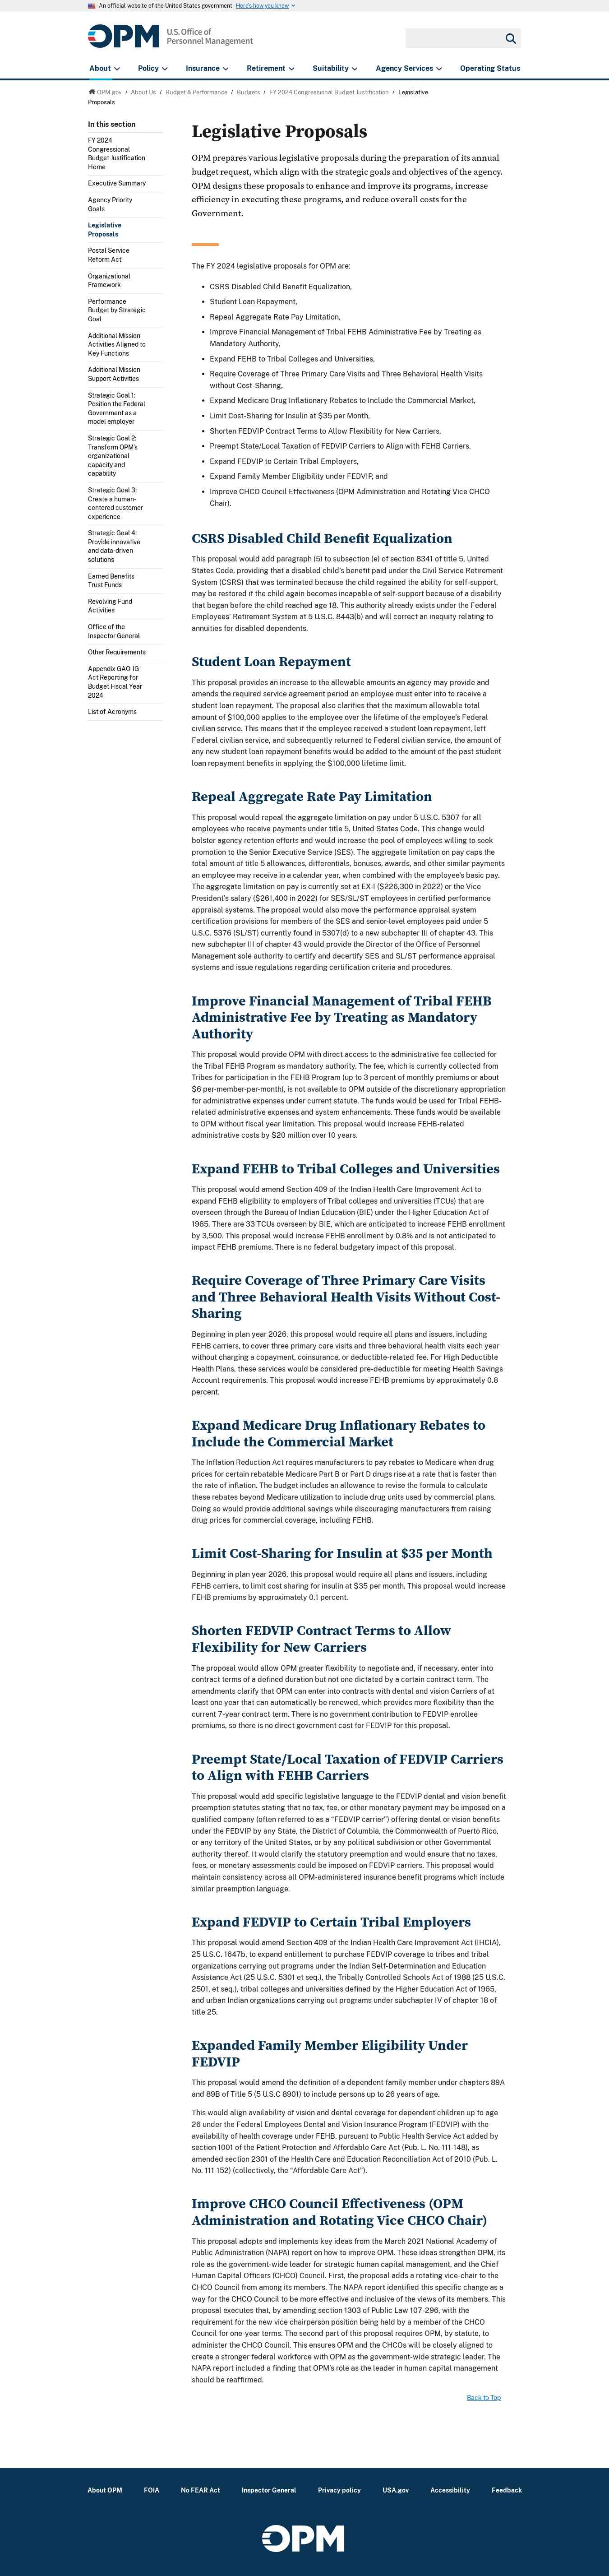 An official website of the United States government Here's how you know
OPM U.S. Office of
Personnel Management
About Policy Insurance Retirement Suitability Agency Services Operating Status
OPM.gov / About Us / Budget & Performance / Budgets / FY 2024 Congressional Budget Justification / Legislative
Proposals
In this section
FY 2024
Congressional
Budget Justification
Home
Executive Summary
Agency Priority
Goals
Legislative
Proposals
Postal Service
Reform Act
Organizational
Framework
Performance
Budget by Strategic
Goal
Additional Mission
Activities Aligned to
Key Functions
Additional Mission
Support Activities
Strategic Goal 1:
Position the Federal
Government as a
model employer
Strategic Goal 2:
Transform OPM's
organizational
capacity and
capability
Strategic Goal 3:
Create a human-
centered customer
experience
Strategic Goal 4:
Provide innovative
and data-driven
solutions
Earned Benefits
Trust Funds
Revolving Fund
Activities
Office of the
Inspector General
Other Requirements
Appendix GAO-IG
Act Reporting for
Budget Fiscal Year
2024
List of Acronyms
Legislative Proposals
OPM prepares various legislative proposals during the preparation of its annual
budget request, which align with the strategic goals and objectives of the agency.
OPM designs these proposals to enhance and improve its programs, increase
efficiency in executing these programs, and reduce overall costs for the
Government.
The FY 2024 legislative proposals for OPM are:
• CSRS Disabled Child Benefit Equalization,
• Student Loan Repayment,
• Repeal Aggregate Rate Pay Limitation,
• Improve Financial Management of Tribal FEHB Administrative Fee by Treating as
Mandatory Authority,
• Expand FEHB to Tribal Colleges and Universities,
• Require Coverage of Three Primary Care Visits and Three Behavioral Health Visits
without Cost-Sharing,
• Expand Medicare Drug Inflationary Rebates to Include the Commercial Market,
• Limit Cost-Sharing for Insulin at $35 per Month,
• Shorten FEDVIP Contract Terms to Allow Flexibility for New Carriers,
• Preempt State/Local Taxation of FEDVIP Carriers to Align with FEHB Carriers,
• Expand FEDVIP to Certain Tribal Employers,
• Expand Family Member Eligibility under FEDVIP, and
• Improve CHCO Council Effectiveness (OPM Administration and Rotating Vice CHCO
Chair).
CSRS Disabled Child Benefit Equalization
This proposal would add paragraph (5) to subsection (e) of section 8341 of title 5, United
States Code, providing that a disabled child's benefit paid under the Civil Service Retirement
System (CSRS) that was terminated because the child regained the ability for self-support,
may be restored if the child again becomes incapable of self-support because of a disability
that began before the child reached age 18. This authority already exists under the Federal
Employees' Retirement System at 5 U.S.C. 8443(b) and will correct an inequity relating to
annuities for disabled dependents.
Student Loan Repayment
This proposal provides an increase to the allowable amounts an agency may provide and
amends the required service agreement period an employee must enter into to receive a
student loan repayment. The proposal also clarifies that the maximum allowable total
amount of $100,000 applies to the employee over the lifetime of the employee's Federal
civilian service. This means that if the employee received a student loan repayment, left
Federal civilian service, and subsequently returned to Federal civilian service, the amount of
any new student loan repayment benefits would be added to the amount of the past student
loan repayment benefits in applying the $100,000 lifetime limit.
Repeal Aggregate Rate Pay Limitation
This proposal would repeal the aggregate limitation on pay under 5 U.S.C. 5307 for all
employees who receive payments under title 5, United States Code. This change would
bolster agency retention efforts and would increase the pool of employees willing to seek
promotion to the Senior Executive Service (SES). The aggregate limitation on pay caps the
total amount of title 5 allowances, differentials, bonuses, awards, and other similar payments
an employee may receive in a calendar year, when combined with the employee's basic pay.
The aggregate limitation on pay is currently set at EX-I ($226,300 in 2022) or the Vice
President's salary ($261,400 in 2022) for SES/SL/ST employees in certified performance
appraisal systems. The proposal would also move the performance appraisal system
certification provisions for members of the SES and senior-level employees paid under 5
U.S.C. 5376 (SL/ST) currently found in 5307(d) to a new subchapter III of chapter 43. This
new subchapter III of chapter 43 would provide the Director of the Office of Personnel
Management sole authority to certify and decertify SES and SL/ST performance appraisal
systems and issue regulations regarding certification criteria and procedures.
Improve Financial Management of Tribal FEHB
Administrative Fee by Treating as Mandatory
Authority
This proposal would provide OPM with direct access to the administrative fee collected for
the Tribal FEHB Program as mandatory authority. The fee, which is currently collected from
Tribes for participation in the FEHB Program (up to 3 percent of monthly premiums or about
$6 per-member-per-month), is not available to OPM outside of the discretionary appropriation
for administrative expenses under current statute. The funds would be used for Tribal FEHB-
related administrative expenses and system enhancements. These funds would be available
to OPM without fiscal year limitation. This proposal would increase FEHB-related
administrative costs by $20 million over 10 years.
Expand FEHB to Tribal Colleges and Universities
This proposal would amend Section 409 of the Indian Health Care Improvement Act to
expand FEHB eligibility to employers of Tribal colleges and universities (TCUs) that are
overseen through the Bureau of Indian Education (BIE) under the Higher Education Act of
1965. There are 33 TCUs overseen by BIE, which are anticipated to increase FEHB enrollment
by 3,500. This proposal would increase FEHB enrollment by 0.8% and is not anticipated to
impact FEHB premiums. There is no federal budgetary impact of this proposal.
Require Coverage of Three Primary Care Visits
and Three Behavioral Health Visits Without Cost-
Sharing
Beginning in plan year 2026, this proposal would require all plans and issuers, including
FEHB carriers, to cover three primary care visits and three behavioral health visits each year
without charging a copayment, coinsurance, or deductible-related fee. For High Deductible
Health Plans, these services would be considered pre-deductible for meeting Health Savings
Account requirements. This proposal would increase FEHB premiums by approximately 0.8
percent.
Expand Medicare Drug Inflationary Rebates to
Include the Commercial Market
The Inflation Reduction Act requires manufacturers to pay rebates to Medicare when drug
prices for certain rebatable Medicare Part B or Part D drugs rise at a rate that is faster than
the rate of inflation. The budget includes an allowance to revise the formula to calculate
these rebates beyond Medicare utilization to include drug units used by commercial plans.
Doing so would provide additional savings while discouraging manufacturers from raising
drug prices for commercial coverage, including FEHB.
Limit Cost-Sharing for Insulin at $35 per Month
Beginning in plan year 2026, this proposal would require all plans and issuers, including
FEHB carriers, to limit cost sharing for insulin at $35 per month. This proposal would increase
FEHB premiums by approximately 0.1 percent.
Shorten FEDVIP Contract Terms to Allow
Flexibility for New Carriers
The proposal would allow OPM greater flexibility to negotiate and, if necessary, enter into
contract terms of a defined duration but not one dictated by a certain contract term. The
amendments clarify that OPM can enter into contracts with dental and vision Carriers of at
least one year that can automatically be renewed, which provides more flexibility than the
current 7-year contract term. There is no government contribution to FEDVIP enrollee
premiums, so there is no direct government cost for FEDVIP for this proposal.
Preempt State/Local Taxation of FEDVIP Carriers
to Align with FEHB Carriers
This proposal would add specific legislative language to the FEDVIP dental and vision benefit
preemption statutes stating that no tax, fee, or other monetary payment may be imposed on a
qualified company (often referred to as a “FEDVIP carrier”) offering dental or vision benefits
under the FEDVIP by any State, the District of Columbia, the Commonwealth of Puerto Rico,
or any territory of the United States, or by any political subdivision or other Governmental
authority thereof. It would clarify the statutory preemption and would ensure that no taxes,
fees, or monetary assessments could be imposed on FEDVIP carriers. This proposal would
maintain consistency across all OPM-administered insurance benefit programs which include
similar preemption language.
Expand FEDVIP to Certain Tribal Employers
This proposal would amend Section 409 of the Indian Health Care Improvement Act (IHCIA),
25 U.S.C. 1647b, to expand entitlement to purchase FEDVIP coverage to tribes and tribal
organizations carrying out programs under the Indian Self-Determination and Education
Assistance Act (25 U.S.C. 5301 et seq.), the Tribally Controlled Schools Act of 1988 (25 U.S.C.
2501, et seq.), tribal colleges and universities defined by the Higher Education Act of 1965,
and urban Indian organizations carrying out programs under subchapter IV of chapter 18 of
title 25.
Expanded Family Member Eligibility Under
FEDVIP
This proposal would amend the definition of a dependent family member under chapters 89A
and 89B of Title 5 (5 U.S.C 8901) to include persons up to 26 years of age.
This would align availability of vision and dental coverage for dependent children up to age
26 under the Federal Employees Dental and Vision Insurance Program (FEDVIP) with the
availability of health coverage under FEHB, pursuant to Public Health Service Act added by
section 1001 of the Patient Protection and Affordable Care Act (Pub. L. No. 111-148), as
amended section 2301 of the Health Care and Education Reconciliation Act of 2010 (Pub. L.
No. 111-152) (collectively, the “Affordable Care Act”).
Improve CHCO Council Effectiveness (OPM
Administration and Rotating Vice CHCO Chair)
This proposal adopts and implements key ideas from the March 2021 National Academy of
Public Administration (NAPA) report on how to improve OPM. These ideas strengthen OPM, its
role as the government-wide leader for strategic human capital management, and the Chief
Human Capital Officers (CHCO) Council. First, the proposal adds a rotating vice-chair to the
CHCO Council from among its members. The NAPA report identified this specific change as a
way for the CHCO Council to be more effective and inclusive of the views of its members. This
proposal executes that, by amending section 1303 of Public Law 107-296, with the
requirement for the new vice chairperson position being held by a member of the CHCO
Council for one-year terms. The second part of this proposal requires OPM, by statute, to
administer the CHCO Council. This ensures OPM and the CHCOs will be closely aligned to
create a stronger federal workforce with OPM as the government-wide strategic leader. The
NAPA report included a finding that OPM's role as the leader in human capital management
should be reaffirmed.
Back to Top
About OPM FOIA No FEAR Act Inspector General Privacy policy USA.gov Accessibility Feedback
OPM